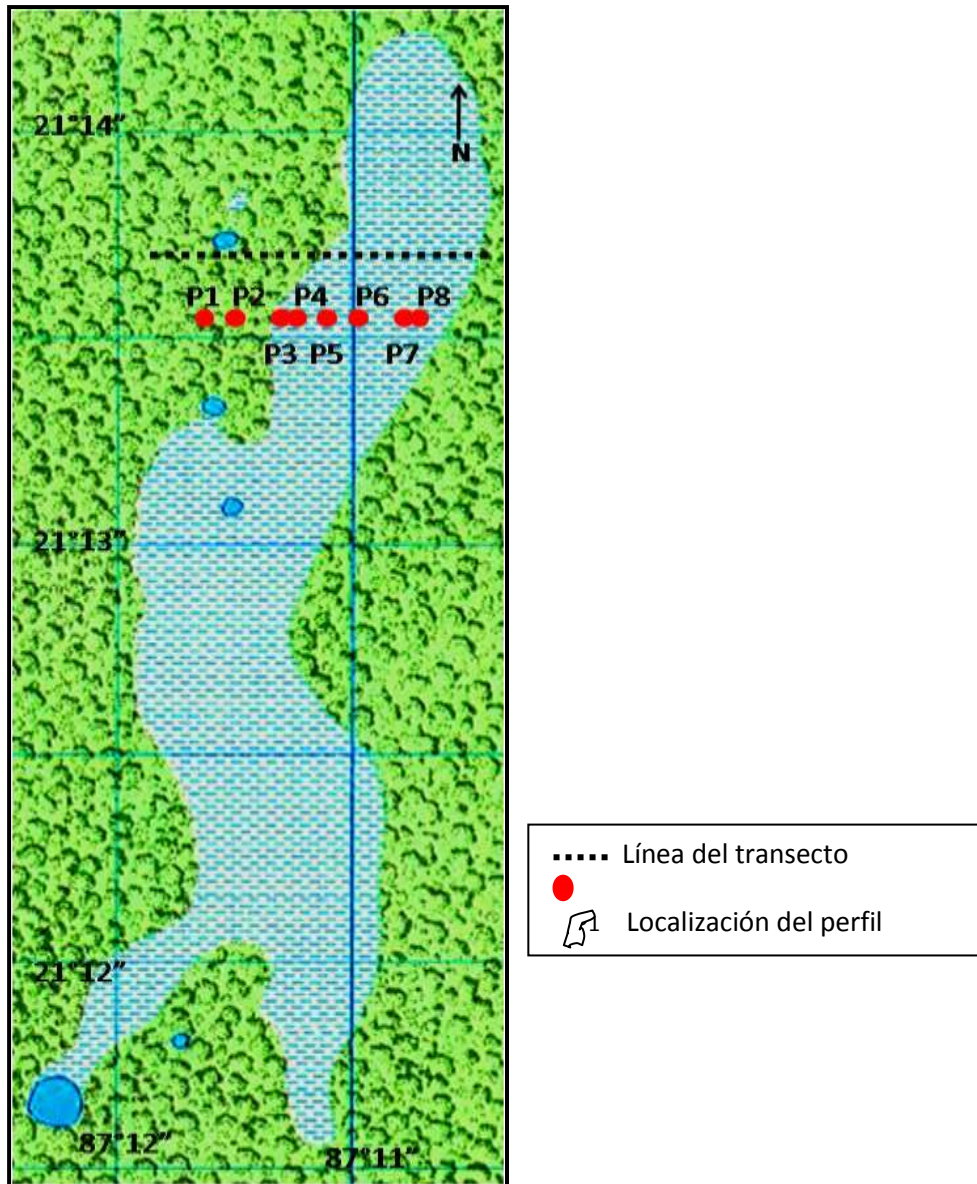 21°14”
N
P1 P2 P4 P6 P8
P3 P5 P7
21°13”
Línea del transecto
1 Localización del perfil
21°12”
87°12”
87°11”